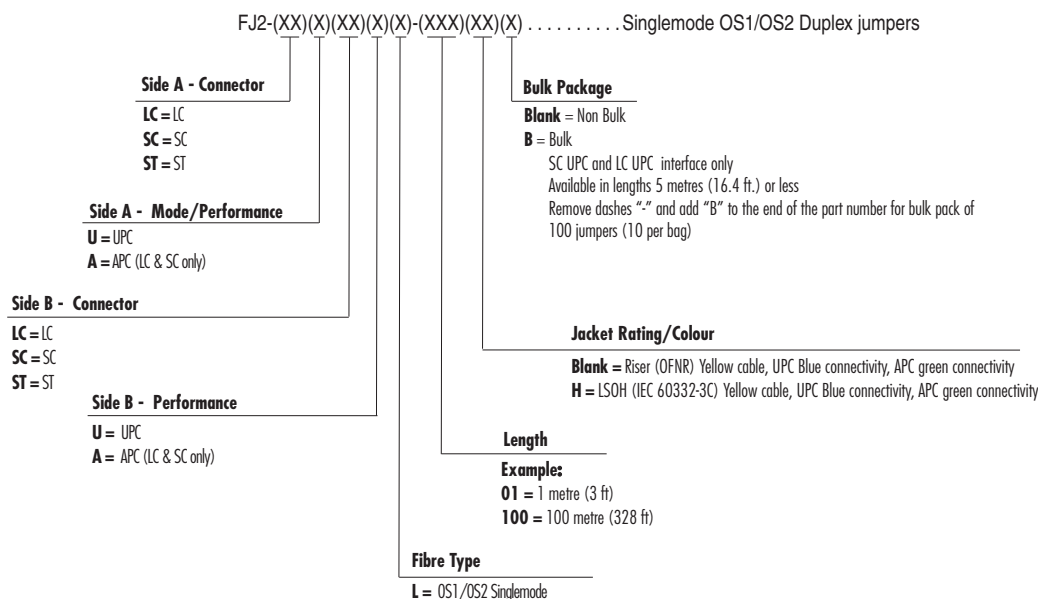 FJ2-(XX)(X)(XX)(X)(X)-(XXX)(XX)(X) . . . . . . . . . . Singlemode OS1/OS2 Duplex jumpers
Side A - Connector
LC = LC
SC = SC
ST = ST
Side A - Mode/Performance
U = UPC
A = APC (LC & SC only)
Side B - Connector
LC = LC
SC = SC
ST = ST
Side B - Performance
U = UPC
A = APC (LC & SC only)
Bulk Package
Blank = Non Bulk
B = Bulk
SC UPC and LC UPC interface only
Available in lengths 5 metres (16.4 ft.) or less
Remove dashes “-” and add “B” to the end of the part number for bulk pack of
100 jumpers (10 per bag)
Jacket Rating/Colour
Blank = Riser (OFNR) Yellow cable, UPC Blue connectivity, APC green connectivity
H = LSOH (IEC 60332-3C) Yellow cable, UPC Blue connectivity, APC green connectivity
Length
Example:
01 = 1 metre (3 ft)
100 = 100 metre (328 ft)
Fibre Type
L = OS1/OS2 Singlemode